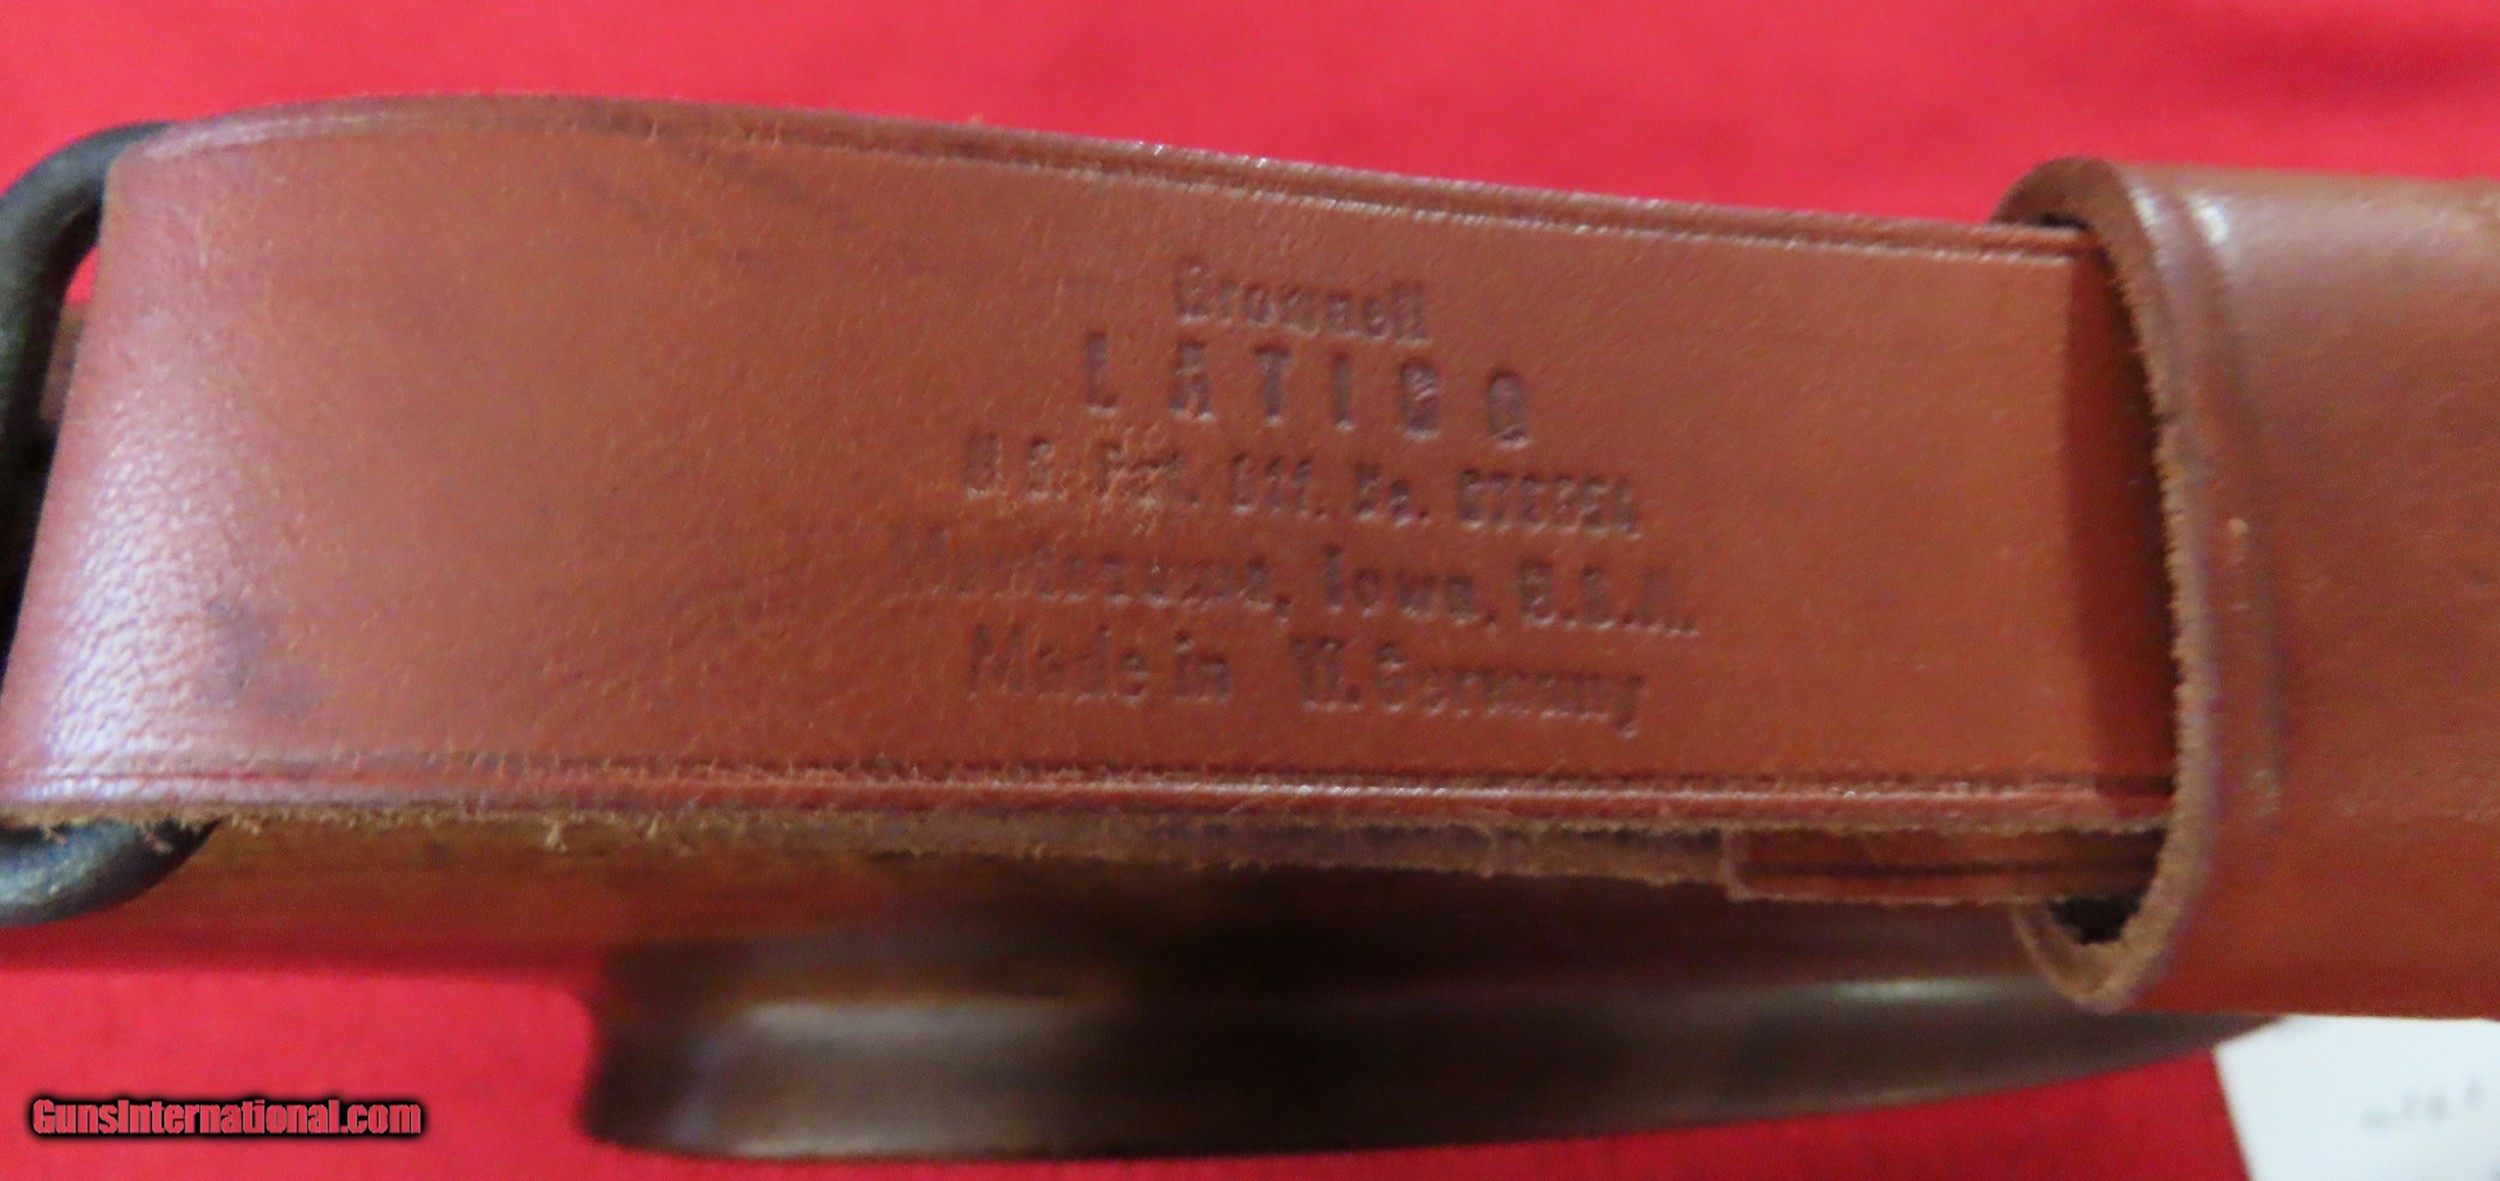 Brownell
LATIGO
U.S. Pat. Off. No.
Montezuma, Iowa, U.S.A.
Made in W. Germany
GunsInternational.com